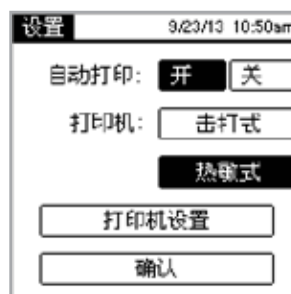 设置 9/23/13 10:50am
自动打印: 开 关
打印机: 击打式
热敏式
打印机设置
确认